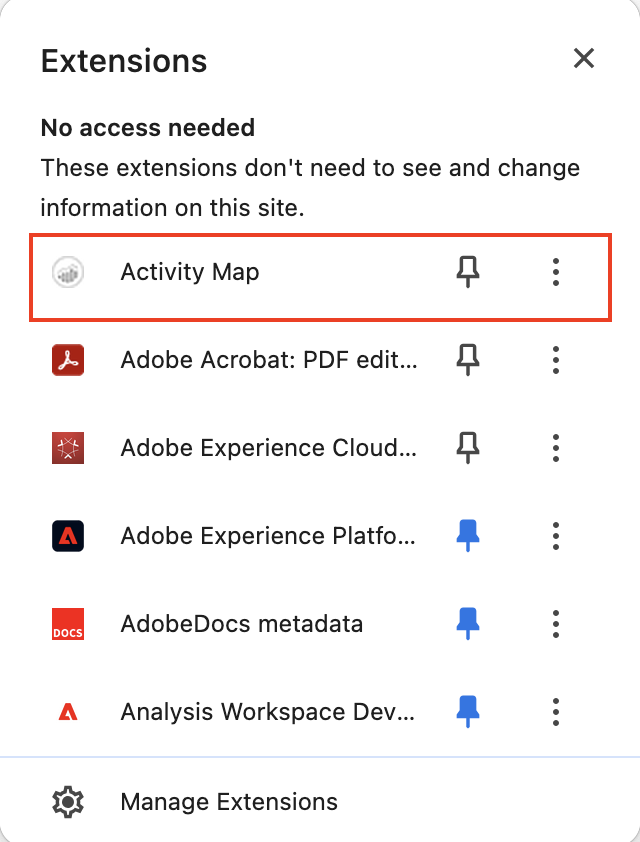 Extensions
No access needed
These extensions don't need to see and change
information on this site.
Activity Map
Adobe Acrobat: PDF edit...
Adobe Experience Cloud...
Adobe Experience Platfo...
DOCS
AdobeDocs metadata
Analysis Workspace Dev...
Manage Extensions